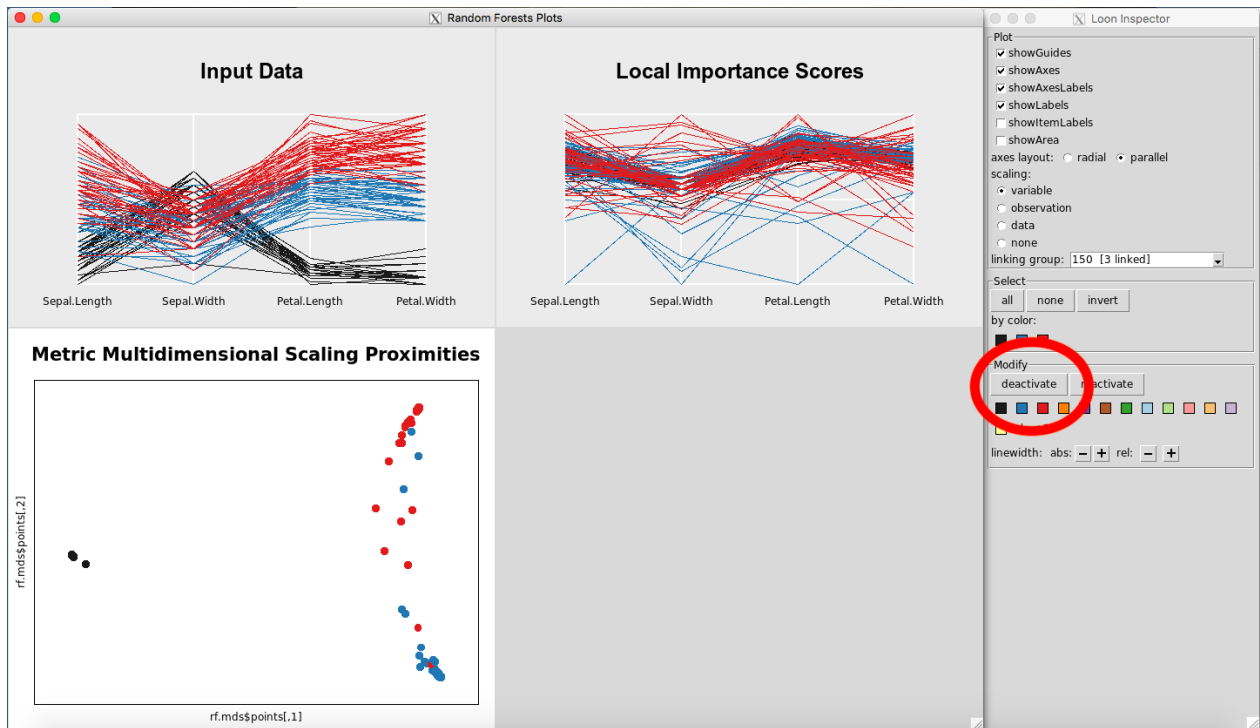 Random Forests Plots
Input Data
Local Importance Scores
Sepal.Length Sepal.Width Petal.Length Petal.Width
Sepal.Length Sepal.Width Petal.Length Petal.Width
Metric Multidimensional Scaling Proximities
rf.mds$points[,2]
rf.mds$points[,1]
Loon Inspector
Plot
showGuides
showAxes
showAxesLabels
showLabels
showItemLabels
showArea
axes layout: radial parallel
scaling:
variable
observation
data
none
linking group: 150 [3 linked]
Select
all none invert
by color:
Modify
deactivate
linewidth: abs: − + rel: − +